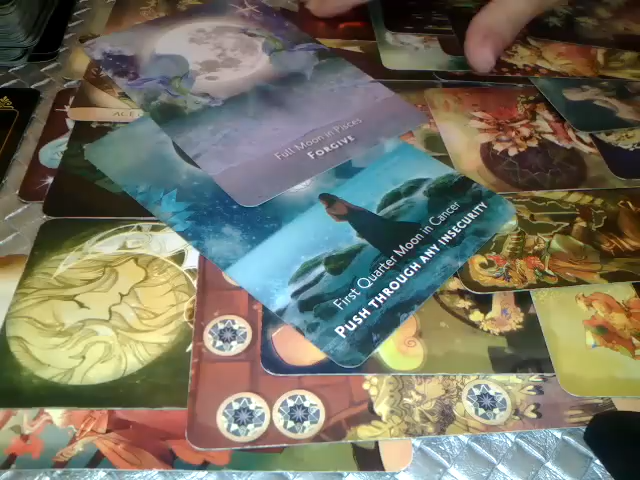 Full Moon in Pisces
FORGIVE
First Quarter Moon in Cancer
PUSH THROUGH ANY INSECURITY